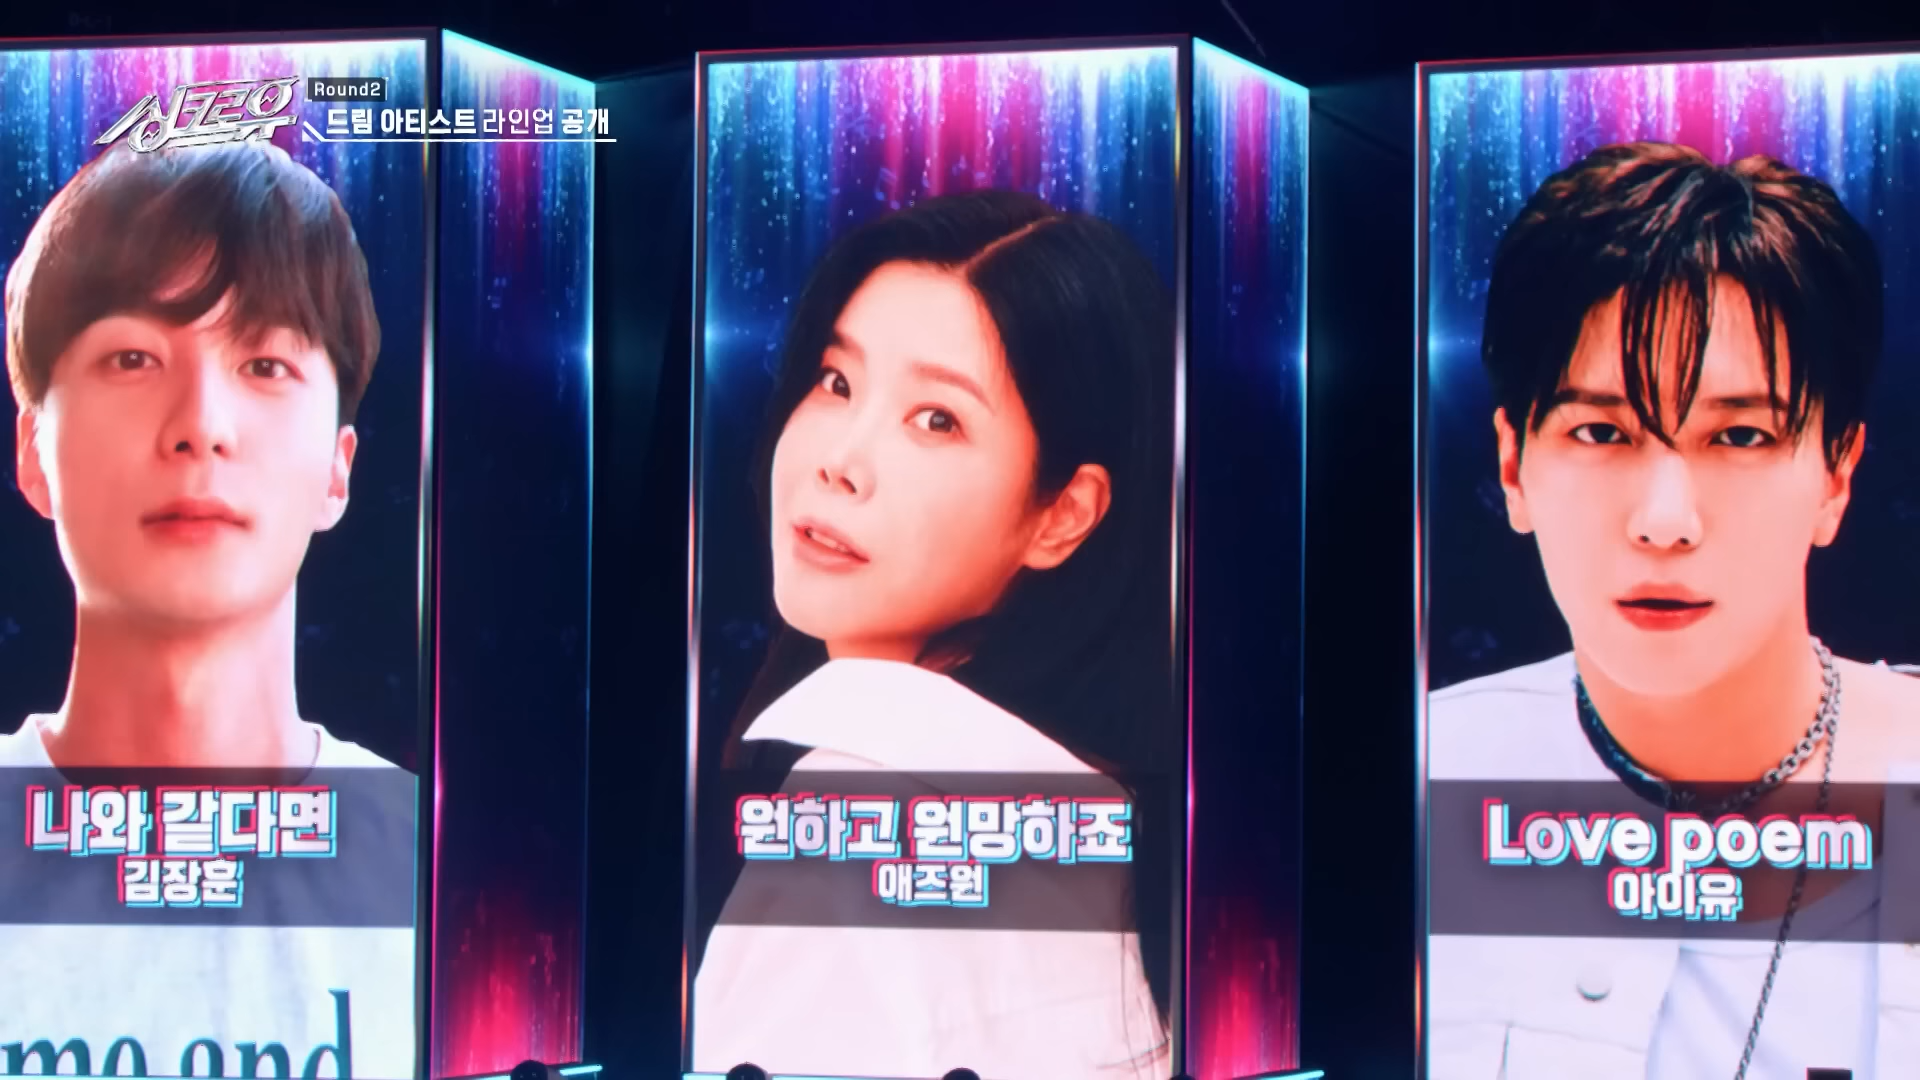 싱크로유
Round2
드림 아티스트 라인업 공개
나와 같다면
김장훈
원하고 원망하죠
애즈원
Love poem
아이유
me and